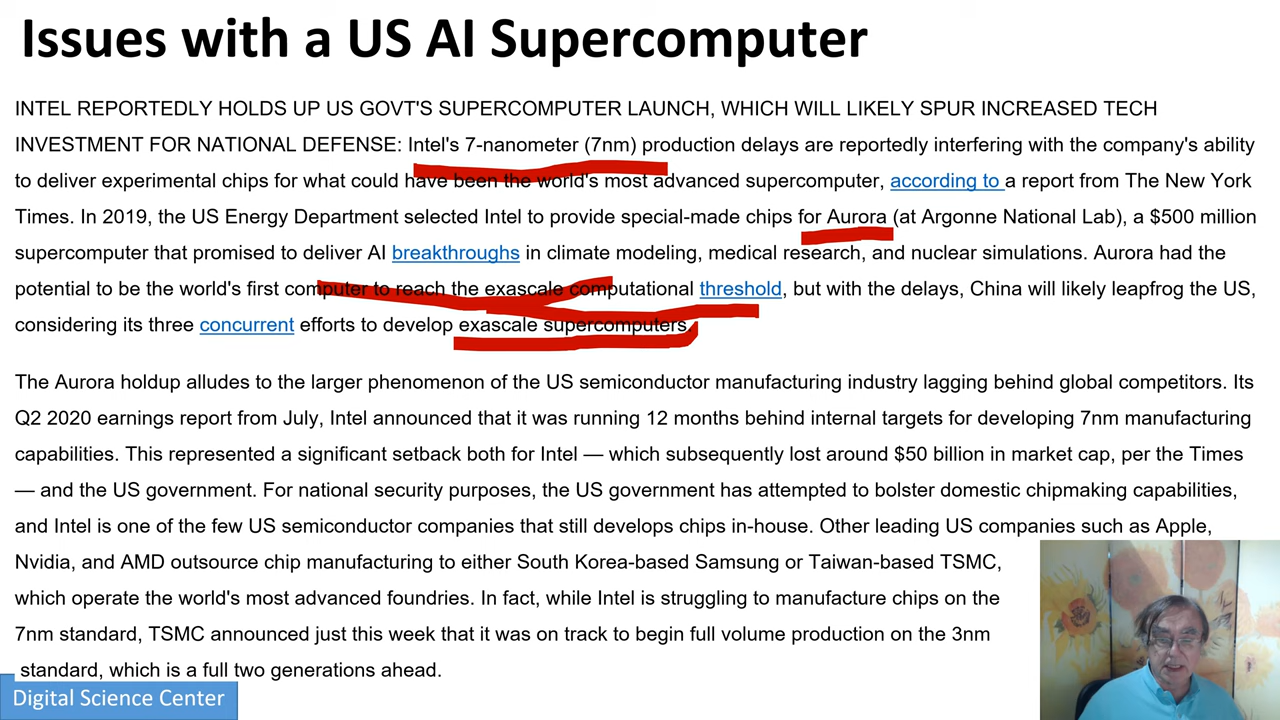 Issues with a US AI Supercomputer
INTEL REPORTEDLY HOLDS UP US GOVT'S SUPERCOMPUTER LAUNCH, WHICH WILL LIKELY SPUR INCREASED TECH
INVESTMENT FOR NATIONAL DEFENSE: Intel's 7-nanometer (7nm) production delays are reportedly interfering with the company's ability
to deliver experimental chips for what could have been the world's most advanced supercomputer, according to a report from The New York
Times. In 2019, the US Energy Department selected Intel to provide special-made chips for Aurora (at Argonne National Lab), a $500 million
supercomputer that promised to deliver AI breakthroughs in climate modeling, medical research, and nuclear simulations. Aurora had the
potential to be the world's first computer to reach the exascale computational threshold, but with the delays, China will likely leapfrog the US,
considering its three concurrent efforts to develop exascale supercomputers.
The Aurora holdup alludes to the larger phenomenon of the US semiconductor manufacturing industry lagging behind global competitors. Its
Q2 2020 earnings report from July, Intel announced that it was running 12 months behind internal targets for developing 7nm manufacturing
capabilities. This represented a significant setback both for Intel — which subsequently lost around $50 billion in market cap, per the Times
— and the US government. For national security purposes, the US government has attempted to bolster domestic chipmaking capabilities,
and Intel is one of the few US semiconductor companies that still develops chips in-house. Other leading US companies such as Apple,
Nvidia, and AMD outsource chip manufacturing to either South Korea-based Samsung or Taiwan-based TSMC,
which operate the world's most advanced foundries. In fact, while Intel is struggling to manufacture chips on the
7nm standard, TSMC announced just this week that it was on track to begin full volume production on the 3nm
standard, which is a full two generations ahead.
Digital Science Center